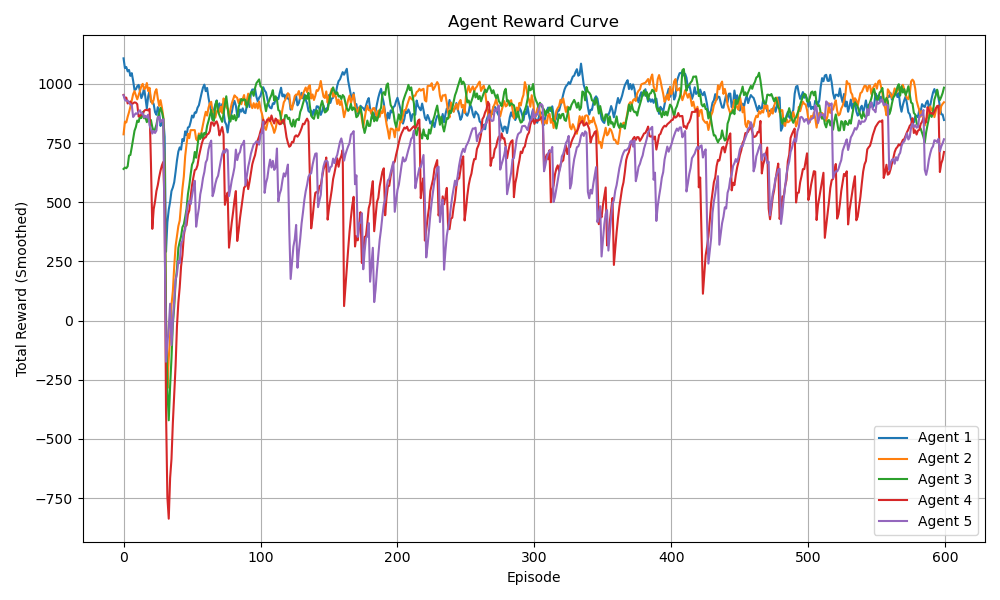 Agent Reward Curve
Total Reward (Smoothed)
1000
750
500
250
0
−250
−500
−750
0 100 200 300 400 500 600
Episode
Agent 1
Agent 2
Agent 3
Agent 4
Agent 5